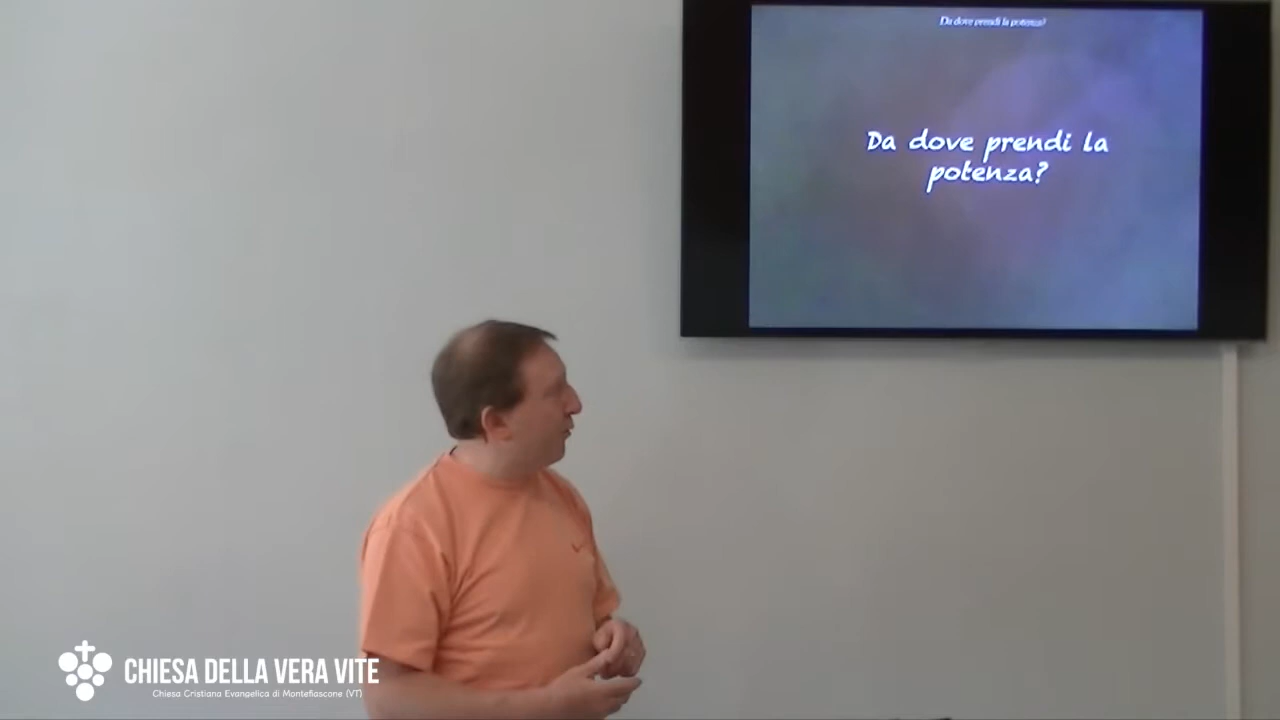 Da dove prendi la potenza?
Da dove prendi la
potenza?
CHIESA DELLA VERA VITE
Chiesa Cristiana Evangelica di Montefiascone (VT)